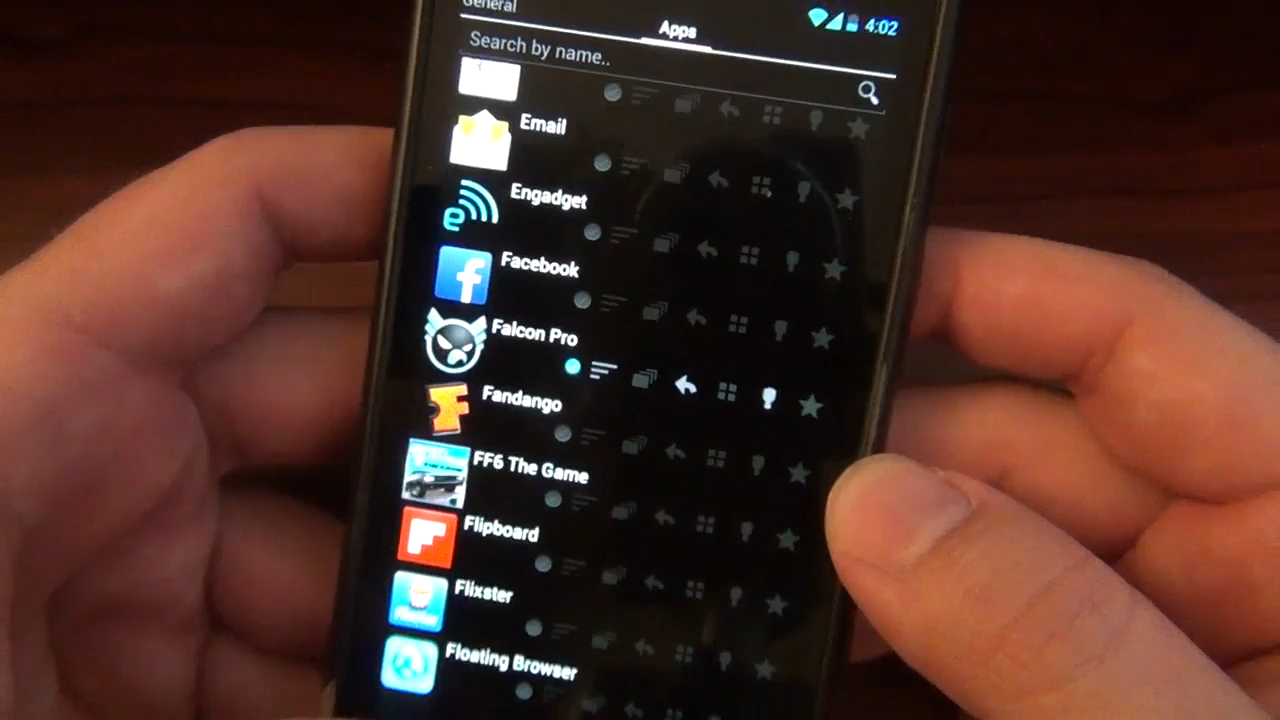 General
Apps
4:02
Search by name..
Email
Engadget
Facebook
Falcon Pro
Fandango
FF6 The Game
Flipboard
Flixster
Floating Browser